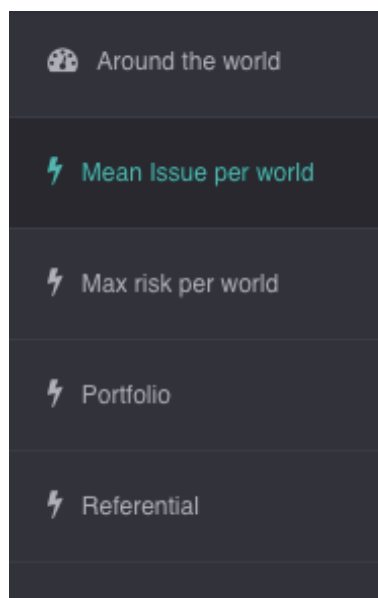 Around the world
Mean Issue per world
Max risk per world
Portfolio
Referential